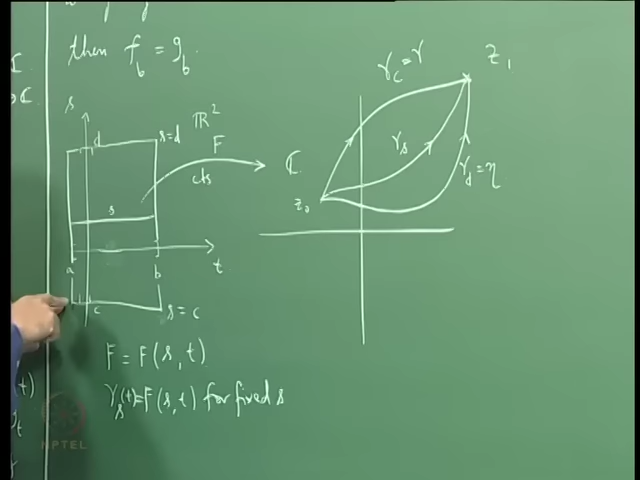 then f_b = g_b.
s
ℝ²
d
s=d
F
cts
s
a
b
t
c
s=c
F = F(s,t)
γ_s(t)=F(s,t) for fixed s
γ_c=γ
z_1
ℂ
γ_s
z_0
γ_d=η
NPTEL